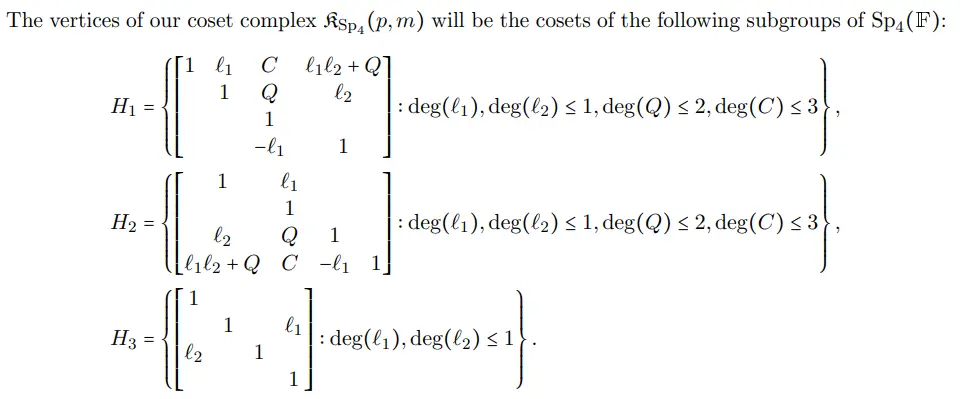 The vertices of our coset complex 𝔎_{Sp₄}(p, m) will be the cosets of the following subgroups of Sp₄(𝔽):
1 ℓ₁ C ℓ₁ℓ₂ + Q
1 Q ℓ₂
H₁ = { [ ] : deg(ℓ₁), deg(ℓ₂) ≤ 1, deg(Q) ≤ 2, deg(C) ≤ 3 },
1
−ℓ₁ 1
1 ℓ₁
1
H₂ = { [ ] : deg(ℓ₁), deg(ℓ₂) ≤ 1, deg(Q) ≤ 2, deg(C) ≤ 3 },
ℓ₂ Q 1
ℓ₁ℓ₂ + Q C −ℓ₁ 1
1
1 ℓ₁
H₃ = { [ ] : deg(ℓ₁), deg(ℓ₂) ≤ 1 }.
ℓ₂ 1
1